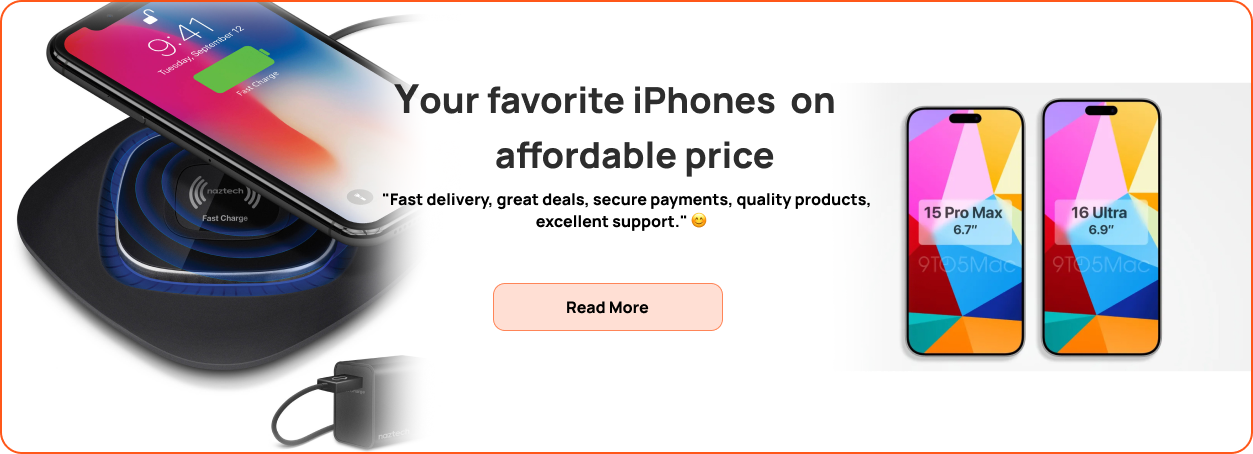 9:41
Tuesday, September 12
Fast Charge
naztech
Fast Charge
Your favorite iPhones  on
affordable price
"Fast delivery, great deals, secure payments, quality products,
excellent support." 😊
Read More
15 Pro Max
6.7″
9TO5Mac
16 Ultra
6.9″
9TO5Mac
naztech